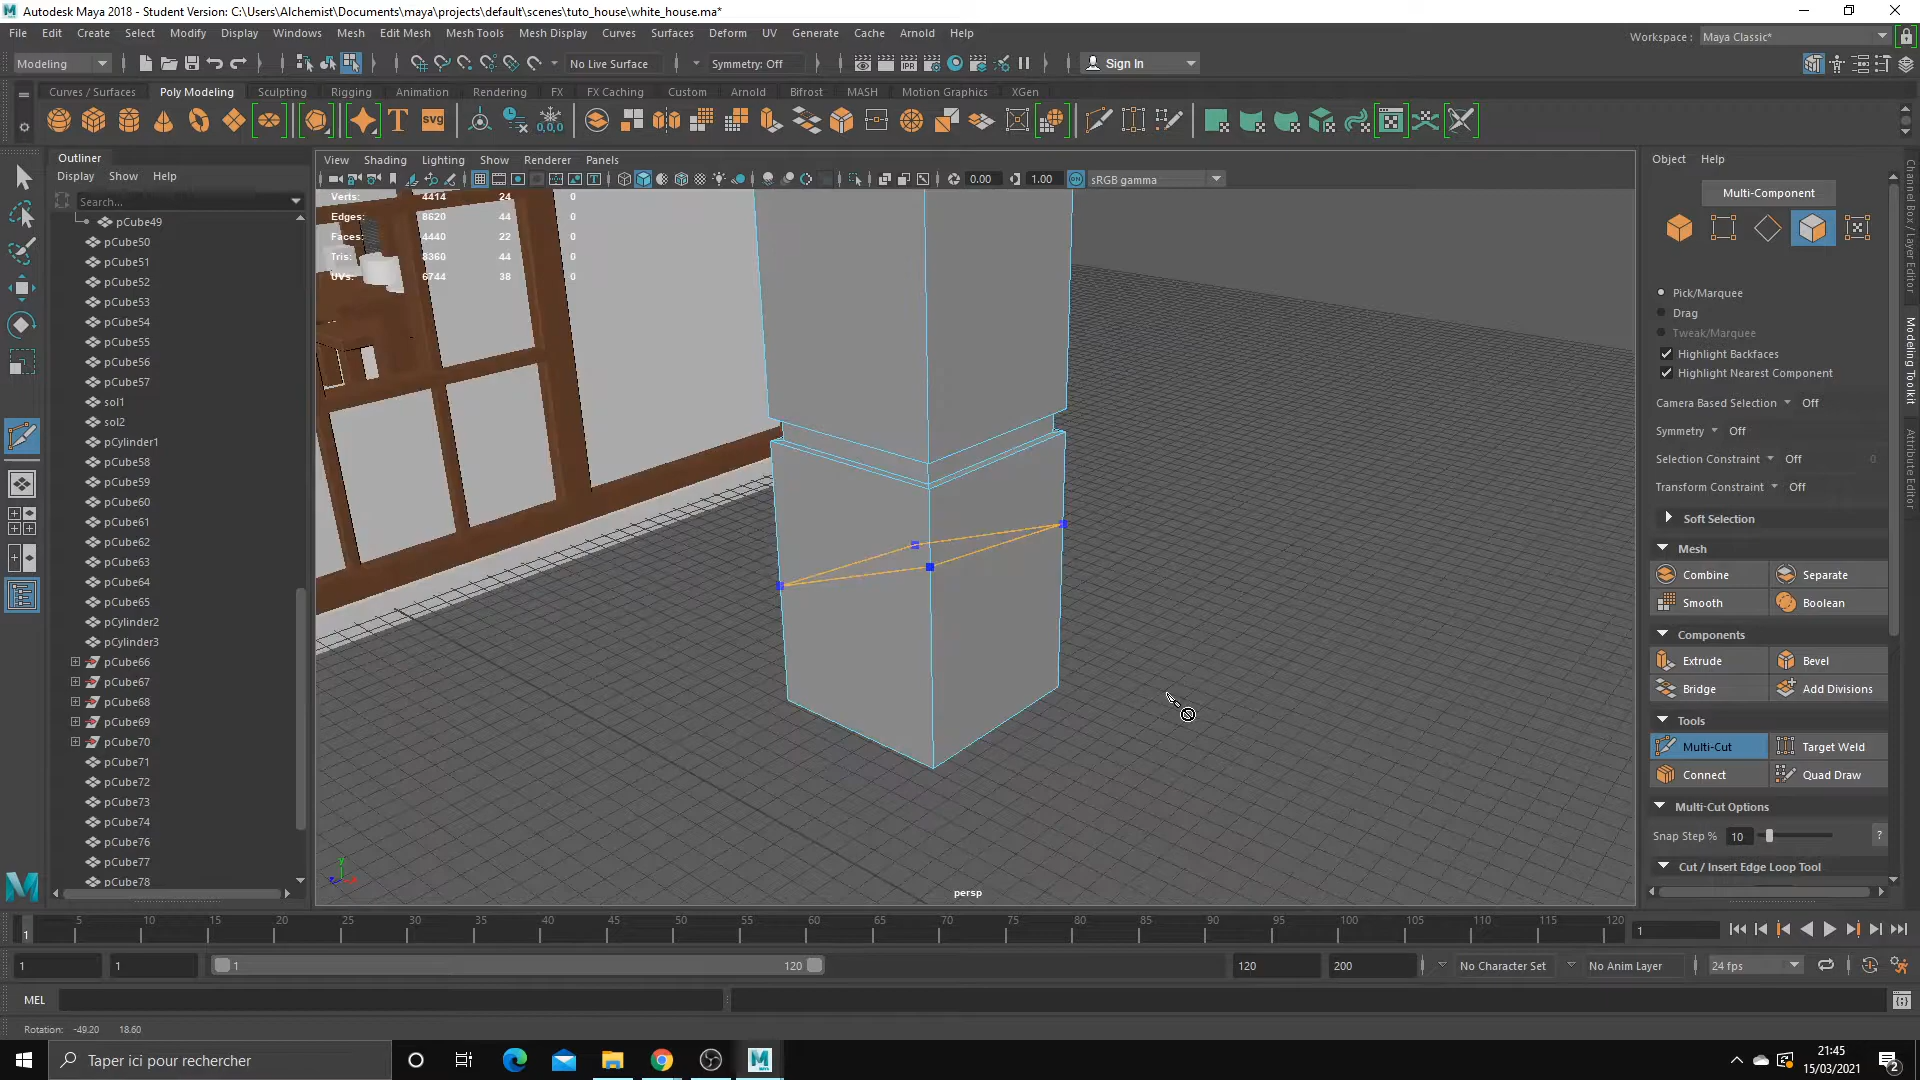 Autodesk Maya 2018 - Student Version: C:\Users\Alchemist\Documents\maya\projects\default\scenes\tuto_house\white_house.ma*
File Edit Create Select Modify Display Windows Mesh Edit Mesh Mesh Tools Mesh Display Curves Surfaces Deform UV Generate Cache Arnold Help
Workspace : Maya Classic*
Modeling No Live Surface Symmetry: Off Sign In
Curves / Surfaces Poly Modeling Sculpting Rigging Animation Rendering FX FX Caching Custom Arnold Bifrost MASH Motion Graphics XGen
T SVG 0,0,0
Outliner
Display Show Help
Search...
pCube49
pCube50
pCube51
pCube52
pCube53
pCube54
pCube55
pCube56
pCube57
sol1
sol2
pCylinder1
pCube58
pCube59
pCube60
pCube61
pCube62
pCube63
pCube64
pCube65
pCylinder2
pCylinder3
pCube66
pCube67
pCube68
pCube69
pCube70
pCube71
pCube72
pCube73
pCube74
pCube76
pCube77
pCube78
View Shading Lighting Show Renderer Panels
0.00 1.00 sRGB gamma
Verts: 4414 24 0
Edges: 8620 44 0
Faces: 4440 22 0
Tris: 8360 44 0
UVs: 6744 38 0
y
persp
Object Help
Multi-Component
Pick/Marquee
Drag
Tweak/Marquee
Highlight Backfaces
Highlight Nearest Component
Camera Based Selection Off
Symmetry Off
Selection Constraint Off 0
Transform Constraint Off
Soft Selection
Mesh
Combine Separate
Smooth Boolean
Components
Extrude Bevel
Bridge Add Divisions
Tools
Multi-Cut Target Weld
Connect Quad Draw
Multi-Cut Options
Snap Step % 10 ?
Cut / Insert Edge Loop Tool
Channel Box / Layer Editor
Modeling Toolkit
Attribute Editor
5 10 15 20 25 30 35 40 45 50 55 60 65 70 75 80 85 90 95 100 105 110 115 120
1 1
1 1 1 120 120 200 No Character Set No Anim Layer 24 fps
MEL
Rotation: -49.20 18.60
Taper ici pour rechercher
21:45
15/03/2021
2